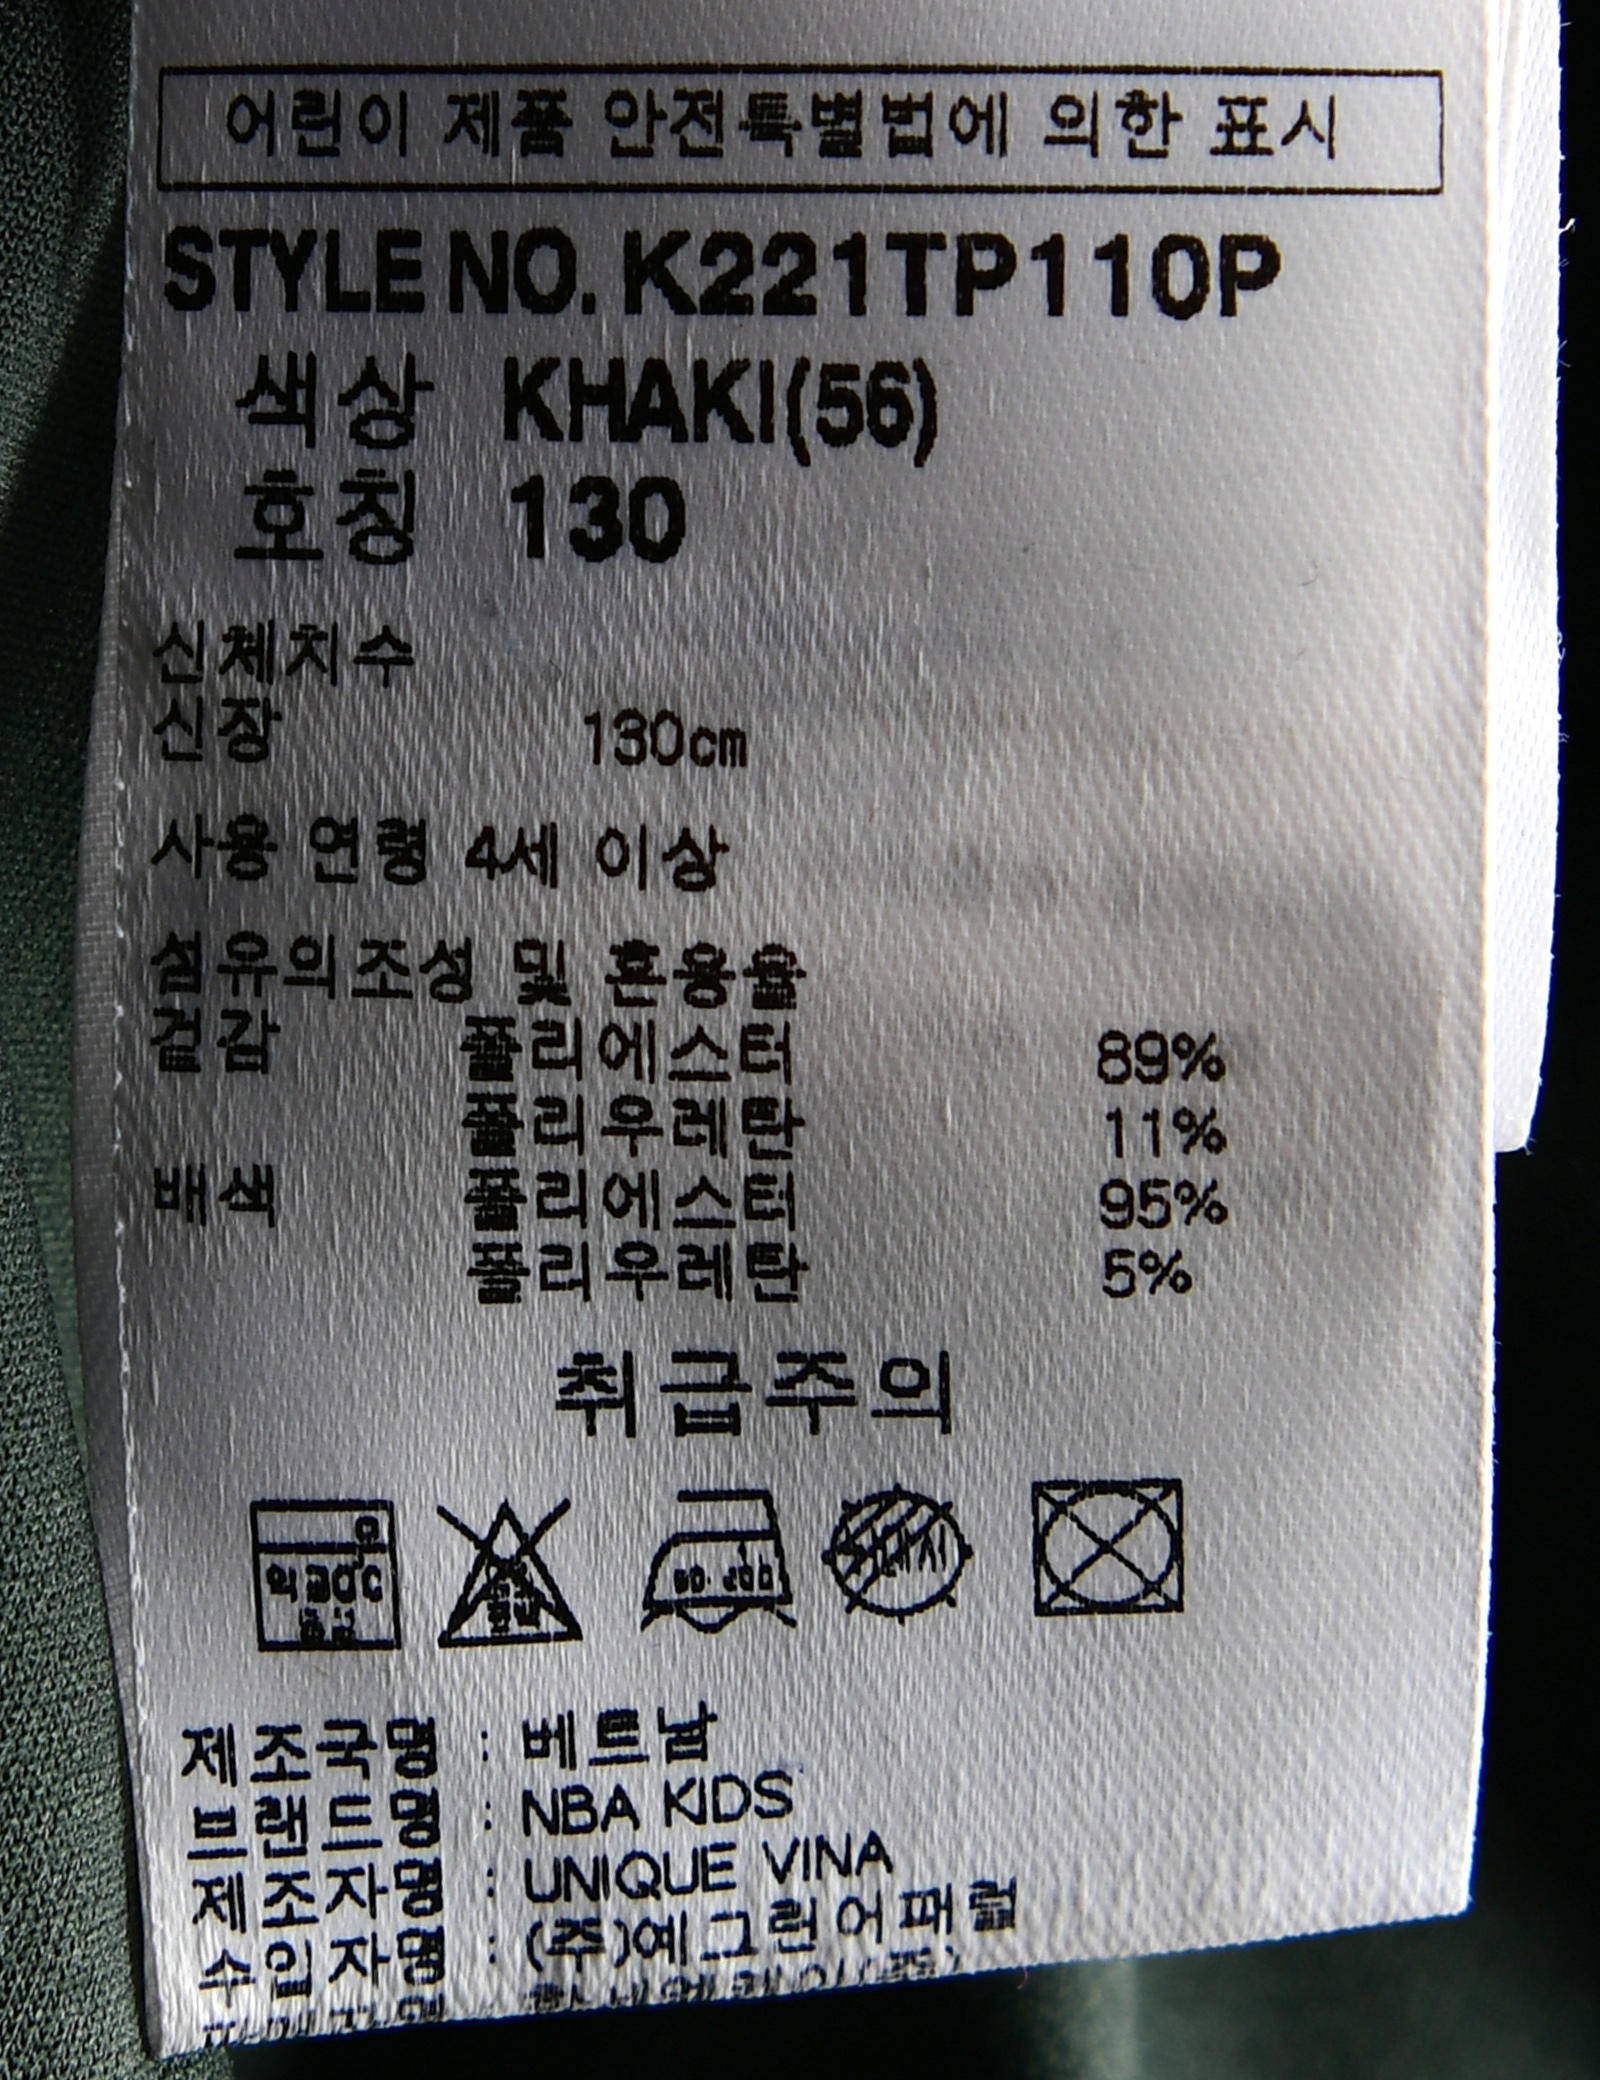 어린이 제품 안전특별법에 의한 표시
STYLE NO. K221TP110P
색상 KHAKI(56)
호칭 130
신체치수
신장 130cm
사용 연령 4세 이상
섬유의조성 및 혼용율
겉감 폴리에스터 89%
폴리우레탄 11%
배색 폴리에스터 95%
폴리우레탄 5%
취급주의
제조국명 : 베트남
브랜드명 : NBA KIDS
제조자명 : UNIQUE VINA
수입자명 : (주)예그린어패럴